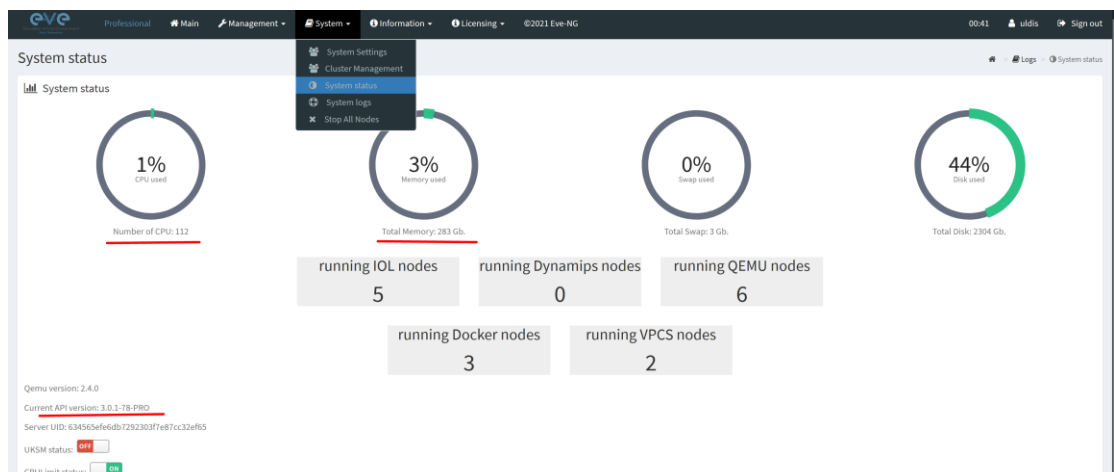 eve
Professional Main Management System Information Licensing ©2021 Eve-NG 00:41 uldis Sign out
System Settings
Cluster Management
System status
System logs
Stop All Nodes
System status
Logs > System status
System status
1%
CPU used
Number of CPU: 112
3%
Memory used
Total Memory: 283 Gb.
0%
Swap used
Total Swap: 3 Gb.
44%
Disk used
Total Disk: 2304 Gb.
running IOL nodes
5
running Dynamips nodes
0
running QEMU nodes
6
running Docker nodes
3
running VPCS nodes
2
Qemu version: 2.4.0
Current API version: 3.0.1-78-PRO
Server UID: 634565efe6db7292303f7e87cc32ef65
UKSM status: OFF
CPULimit status: ON